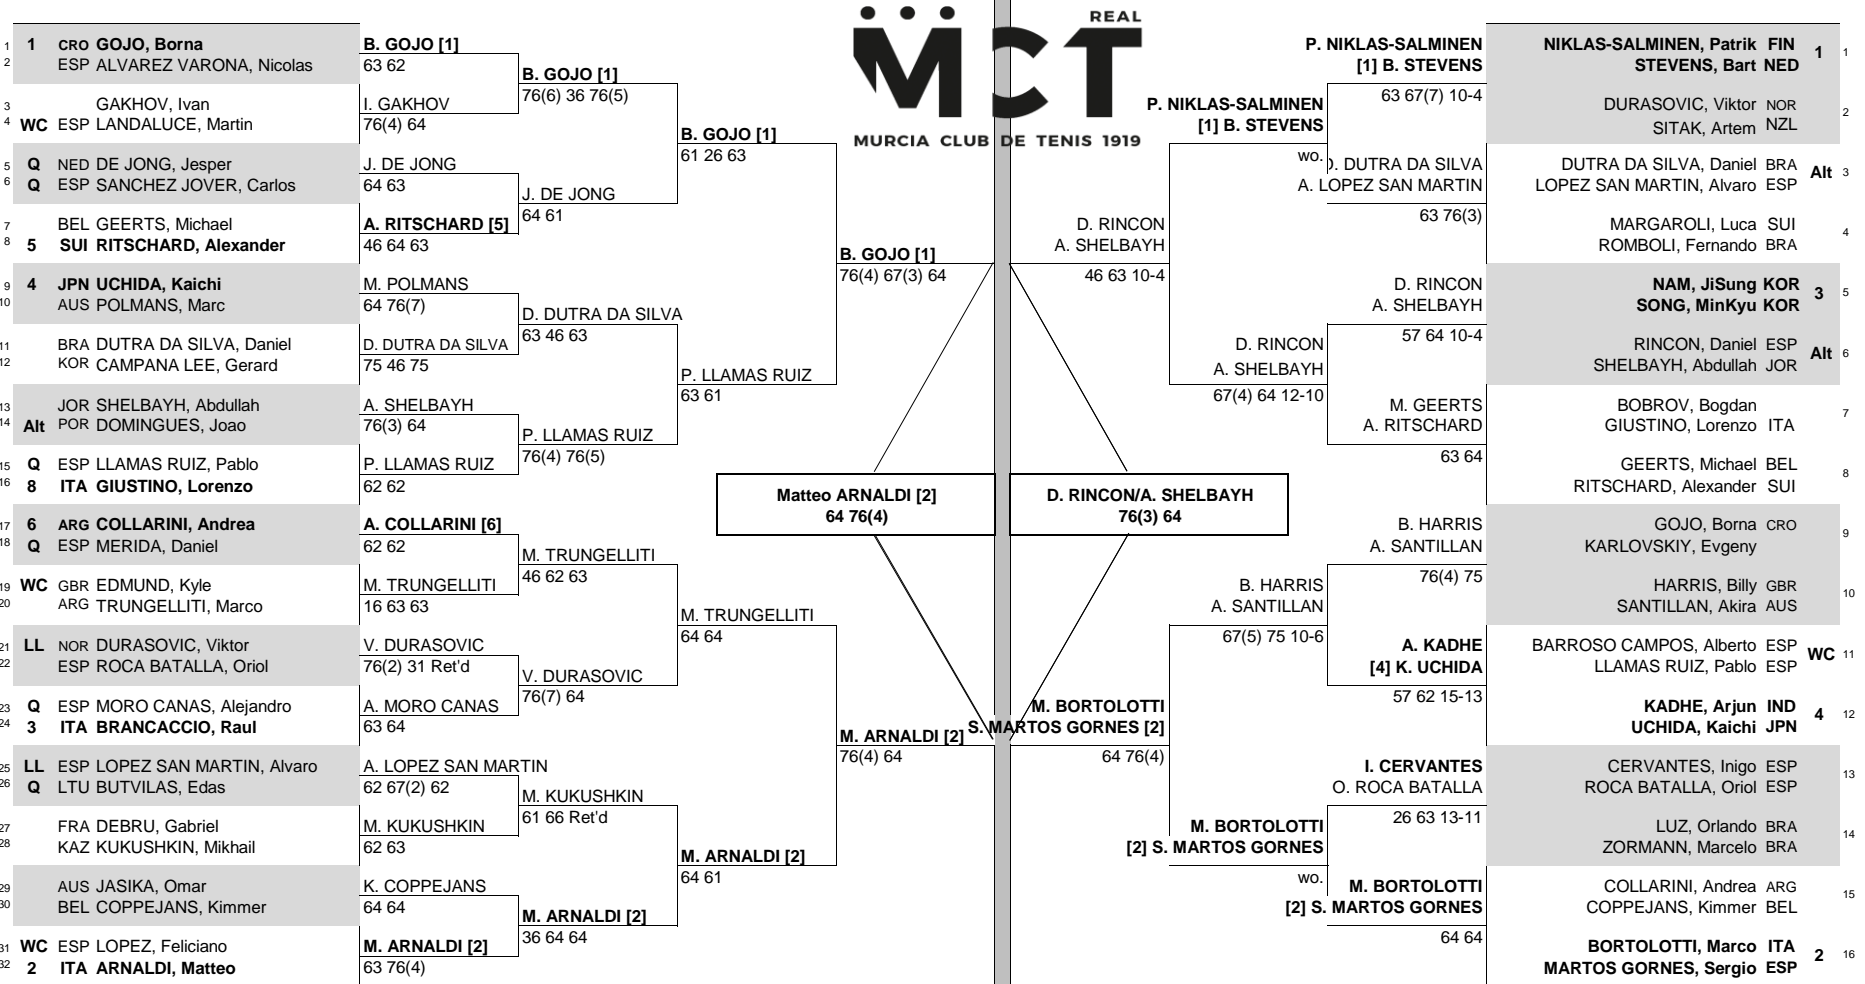 REAL
MCT
MURCIA CLUB DE TENIS 1919
1 1 CRO GOJO, Borna
2 ESP ALVAREZ VARONA, Nicolas
3 GAKHOV, Ivan
4 WC ESP LANDALUCE, Martin
5 Q NED DE JONG, Jesper
6 Q ESP SANCHEZ JOVER, Carlos
7 BEL GEERTS, Michael
8 5 SUI RITSCHARD, Alexander
9 4 JPN UCHIDA, Kaichi
10 AUS POLMANS, Marc
11 BRA DUTRA DA SILVA, Daniel
12 KOR CAMPANA LEE, Gerard
13 JOR SHELBAYH, Abdullah
14 Alt POR DOMINGUES, Joao
15 Q ESP LLAMAS RUIZ, Pablo
16 8 ITA GIUSTINO, Lorenzo
17 6 ARG COLLARINI, Andrea
18 Q ESP MERIDA, Daniel
19 WC GBR EDMUND, Kyle
20 ARG TRUNGELLITI, Marco
21 LL NOR DURASOVIC, Viktor
22 ESP ROCA BATALLA, Oriol
23 Q ESP MORO CANAS, Alejandro
24 3 ITA BRANCACCIO, Raul
25 LL ESP LOPEZ SAN MARTIN, Alvaro
26 Q LTU BUTVILAS, Edas
27 FRA DEBRU, Gabriel
28 KAZ KUKUSHKIN, Mikhail
29 AUS JASIKA, Omar
30 BEL COPPEJANS, Kimmer
31 WC ESP LOPEZ, Feliciano
32 2 ITA ARNALDI, Matteo
B. GOJO [1]
63 62
I. GAKHOV
76(4) 64
J. DE JONG
64 63
A. RITSCHARD [5]
46 64 63
M. POLMANS
64 76(7)
D. DUTRA DA SILVA
75 46 75
A. SHELBAYH
76(3) 64
P. LLAMAS RUIZ
62 62
A. COLLARINI [6]
62 62
M. TRUNGELLITI
16 63 63
V. DURASOVIC
76(2) 31 Ret'd
A. MORO CANAS
63 64
A. LOPEZ SAN MARTIN
62 67(2) 62
M. KUKUSHKIN
62 63
K. COPPEJANS
64 64
M. ARNALDI [2]
63 76(4)
B. GOJO [1]
76(6) 36 76(5)
J. DE JONG
64 61
D. DUTRA DA SILVA
63 46 63
P. LLAMAS RUIZ
76(4) 76(5)
M. TRUNGELLITI
46 62 63
V. DURASOVIC
76(7) 64
M. KUKUSHKIN
61 66 Ret'd
M. ARNALDI [2]
36 64 64
B. GOJO [1]
61 26 63
P. LLAMAS RUIZ
63 61
M. TRUNGELLITI
64 64
M. ARNALDI [2]
64 61
B. GOJO [1]
76(4) 67(3) 64
M. ARNALDI [2]
76(4) 64
Matteo ARNALDI [2]
64 76(4)
D. RINCON/A. SHELBAYH
76(3) 64
D. RINCON
A. SHELBAYH
46 63 10-4
M. BORTOLOTTI
S. MARTOS GORNES [2]
64 76(4)
P. NIKLAS-SALMINEN
[1] B. STEVENS
wo.
D. RINCON
A. SHELBAYH
67(4) 64 12-10
B. HARRIS
A. SANTILLAN
67(5) 75 10-6
M. BORTOLOTTI
[2] S. MARTOS GORNES
wo.
P. NIKLAS-SALMINEN
[1] B. STEVENS
63 67(7) 10-4
DUTRA DA SILVA
A. LOPEZ SAN MARTIN
63 76(3)
D. RINCON
A. SHELBAYH
57 64 10-4
M. GEERTS
A. RITSCHARD
63 64
B. HARRIS
A. SANTILLAN
76(4) 75
A. KADHE
[4] K. UCHIDA
57 62 15-13
I. CERVANTES
O. ROCA BATALLA
26 63 13-11
M. BORTOLOTTI
[2] S. MARTOS GORNES
64 64
NIKLAS-SALMINEN, Patrik FIN 1 1
STEVENS, Bart NED
DURASOVIC, Viktor NOR 2
SITAK, Artem NZL
DUTRA DA SILVA, Daniel BRA Alt 3
LOPEZ SAN MARTIN, Alvaro ESP
MARGAROLI, Luca SUI 4
ROMBOLI, Fernando BRA
NAM, JiSung KOR 3 5
SONG, MinKyu KOR
RINCON, Daniel ESP Alt 6
SHELBAYH, Abdullah JOR
BOBROV, Bogdan 7
GIUSTINO, Lorenzo ITA
GEERTS, Michael BEL 8
RITSCHARD, Alexander SUI
GOJO, Borna CRO 9
KARLOVSKIY, Evgeny
HARRIS, Billy GBR 10
SANTILLAN, Akira AUS
BARROSO CAMPOS, Alberto ESP WC 11
LLAMAS RUIZ, Pablo ESP
KADHE, Arjun IND 4 12
UCHIDA, Kaichi JPN
CERVANTES, Inigo ESP 13
ROCA BATALLA, Oriol ESP
LUZ, Orlando BRA 14
ZORMANN, Marcelo BRA
COLLARINI, Andrea ARG 15
COPPEJANS, Kimmer BEL
BORTOLOTTI, Marco ITA 2 16
MARTOS GORNES, Sergio ESP